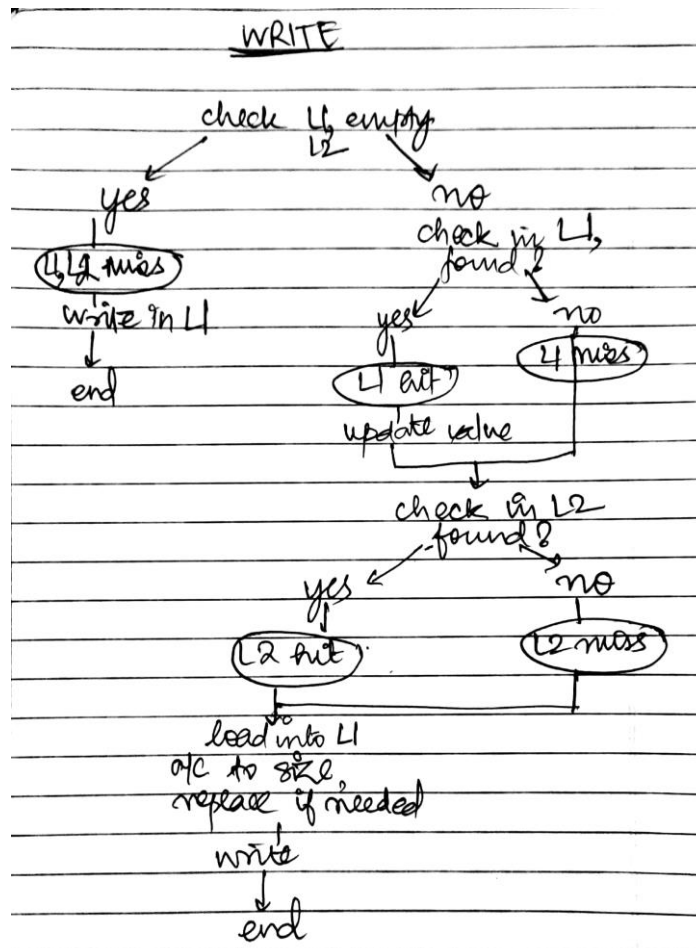 WRITE
check L1, empty
L2
yes
no
L1, L2 miss
check in L1,
found?
write in L1
yes
no
end
L1 hit
L1 miss
update value
check in L2
found?
yes
no
L2 hit
L2 miss
load into L1
a/c to size,
replace if needed
write
end